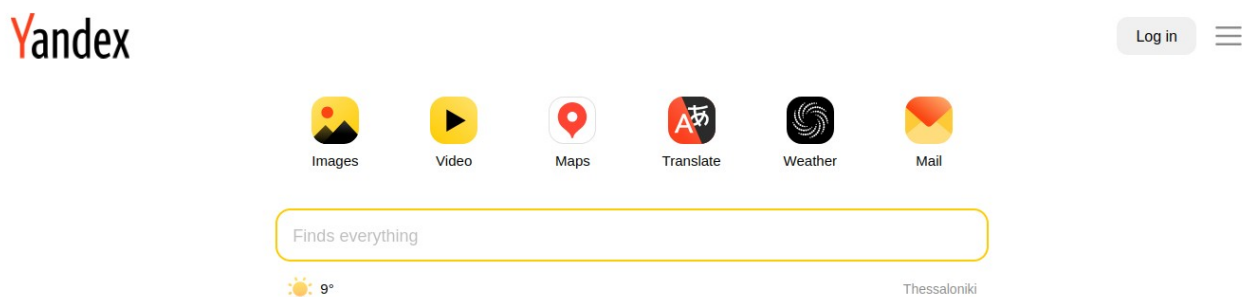 Yandex
Log in
Images Video Maps Translate Weather Mail
Finds everything
9° Thessaloniki